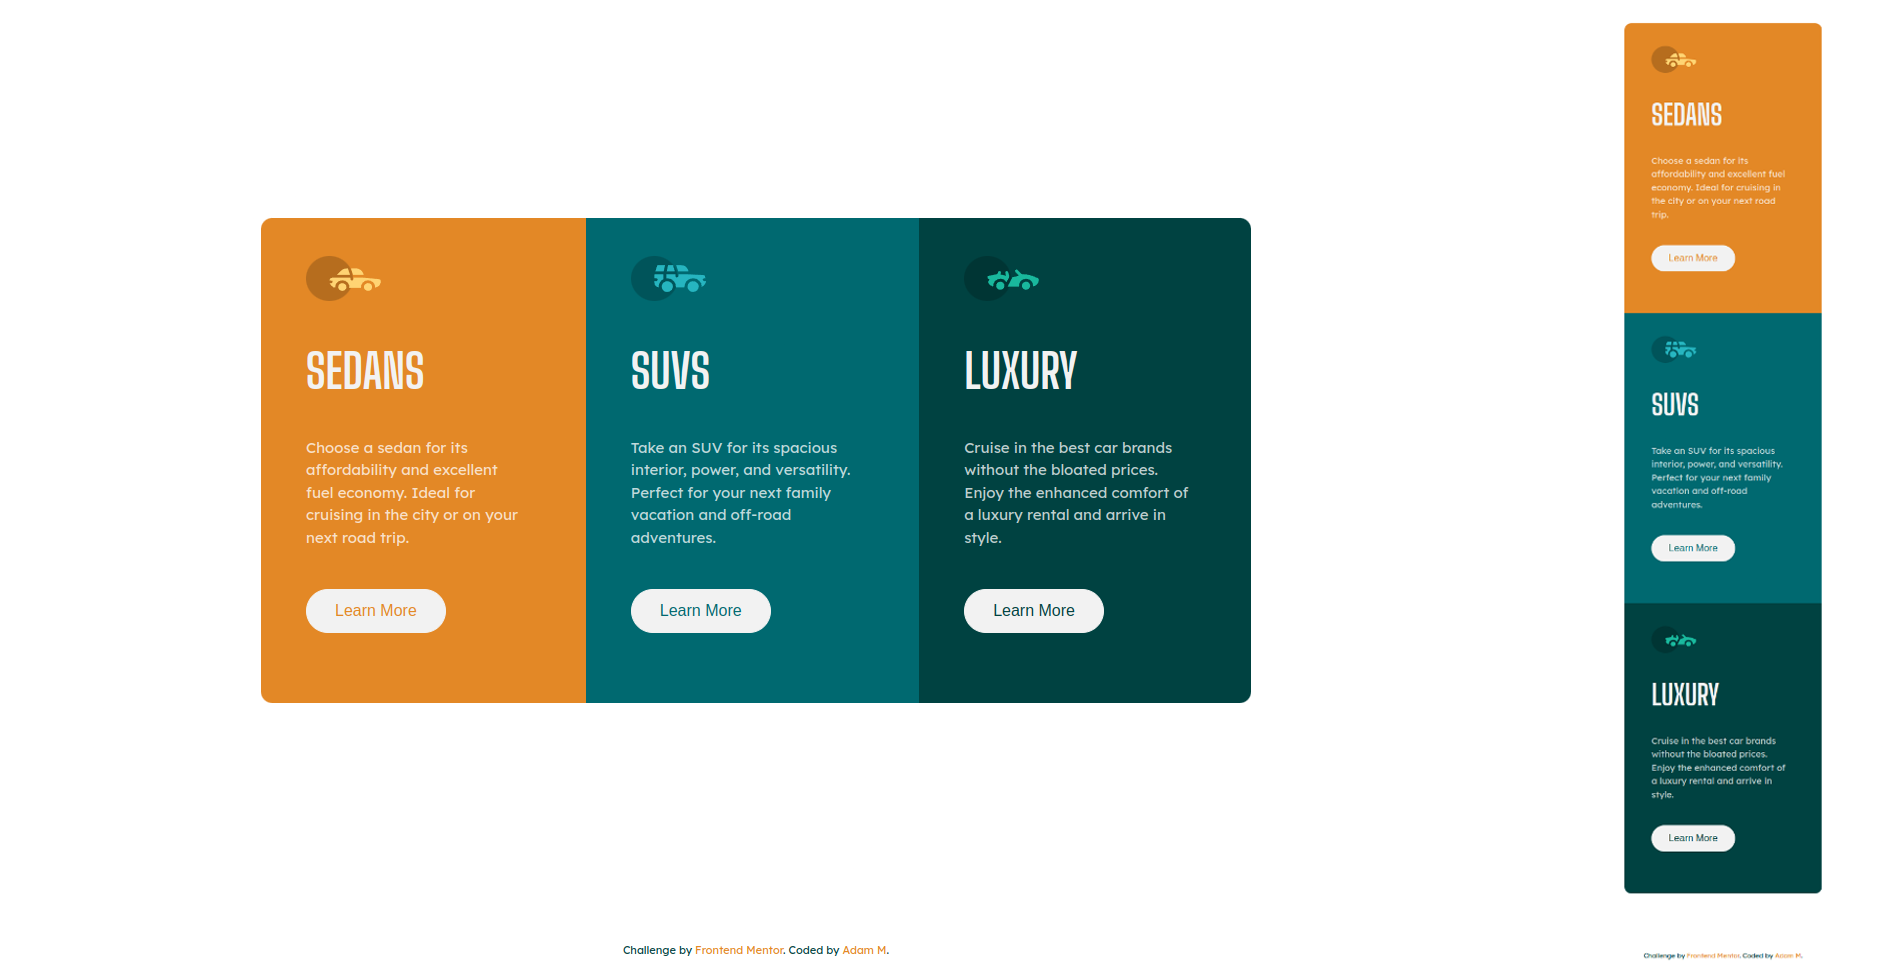 SEDANS
Choose a sedan for its
affordability and excellent
fuel economy. Ideal for
cruising in the city or on your
next road trip.
Learn More
SUVS
Take an SUV for its spacious
interior, power, and versatility.
Perfect for your next family
vacation and off-road
adventures.
Learn More
LUXURY
Cruise in the best car brands
without the bloated prices.
Enjoy the enhanced comfort of
a luxury rental and arrive in
style.
Learn More
Challenge by Frontend Mentor. Coded by Adam M.
SEDANS
Choose a sedan for its
affordability and excellent fuel
economy. Ideal for cruising in
the city or on your next road
trip.
Learn More
SUVS
Take an SUV for its spacious
interior, power, and versatility.
Perfect for your next family
vacation and off-road
adventures.
Learn More
LUXURY
Cruise in the best car brands
without the bloated prices.
Enjoy the enhanced comfort of
a luxury rental and arrive in
style.
Learn More
Challenge by Frontend Mentor. Coded by Adam M.